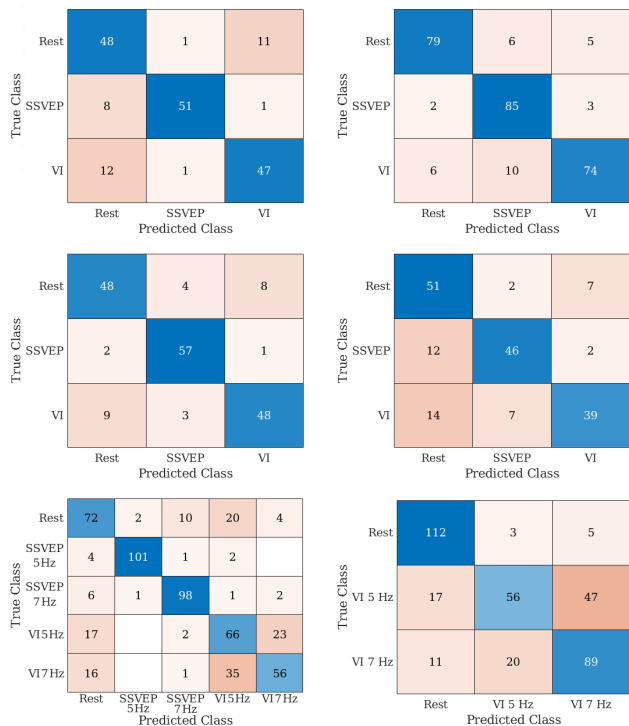 Rest 48 1 11
SSVEP 8 51 1
VI 12 1 47
Rest SSVEP VI
Predicted Class
True Class
Rest 79 6 5
SSVEP 2 85 3
VI 6 10 74
Rest SSVEP VI
Predicted Class
True Class
Rest 48 4 8
SSVEP 2 57 1
VI 9 3 48
Rest SSVEP VI
Predicted Class
True Class
Rest 51 2 7
SSVEP 12 46 2
VI 14 7 39
Rest SSVEP VI
Predicted Class
True Class
Rest 72 2 10 20 4
SSVEP
5Hz 4 101 1 2
SSVEP
7Hz 6 1 98 1 2
VI5Hz 17 2 66 23
VI7Hz 16 1 35 56
Rest SSVEP SSVEP VI5Hz VI7Hz
5Hz 7Hz
Predicted Class
True Class
Rest 112 3 5
VI 5 Hz 17 56 47
VI 7 Hz 11 20 89
Rest VI 5 Hz VI 7 Hz
Predicted Class
True Class